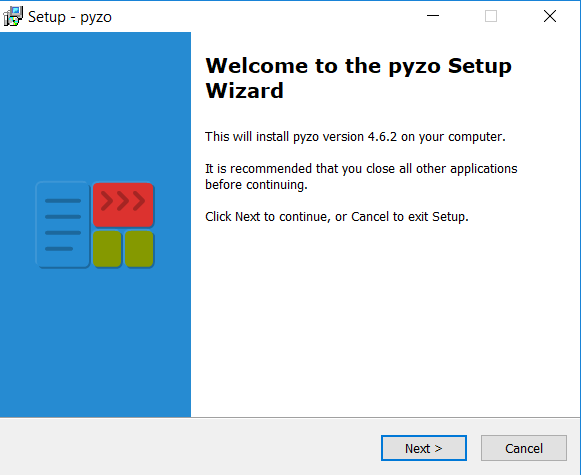 Setup - pyzo
Welcome to the pyzo Setup
Wizard
This will install pyzo version 4.6.2 on your computer.
It is recommended that you close all other applications
before continuing.
Click Next to continue, or Cancel to exit Setup.
Next >
Cancel